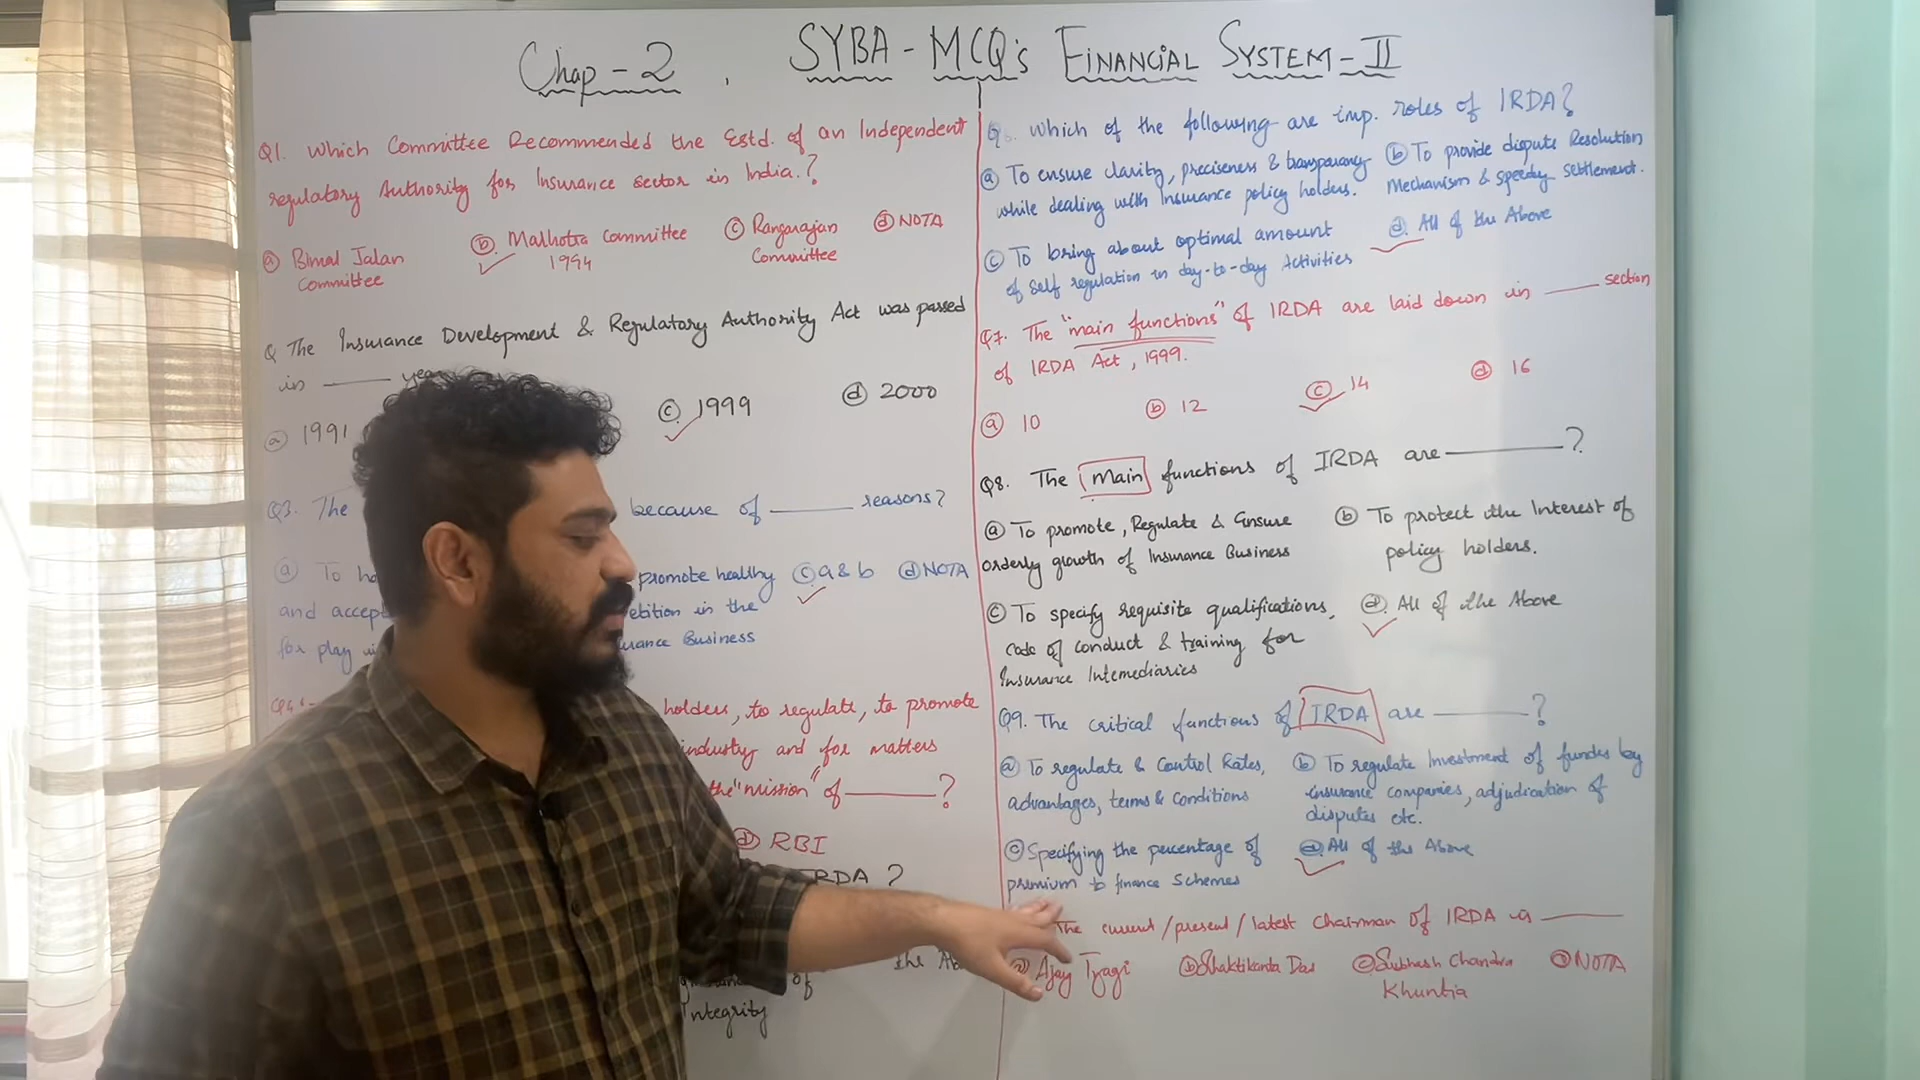 Chap-2 . SYBA-MCQ's FINANCIAL SYSTEM-II
Q1. Which Committee Recommended the Estd. of an Independent
regulatory Authority for Insurance sector in India.?
a Bimal Jalan
Committee
b. Malhotra Committee
1994
c Rangarajan
Committee
d NOTA
Q The Insurance Development & Regulatory Authority Act was passed
in ____ year
a 1991
c 1999
d 2000
Q3. The
because of ____ reasons?
a To
and accept
for play
promote healthy
in the
Business
c a & b
d NOTA
holders, to regulate, to promote
industry and for matters
the "mission" of ____?
d RBI
IRDA ?
the
of
Integrity
Q. Which of the following are imp. roles of IRDA?
a To ensure clarity, preciseness & transparancy
while dealing with Insurance policy holders.
b To provide dispute Resolution
Mechanism & speedy settlement.
c To bring about optimal amount
of self regulation in day-to-day Activities
d. All of the Above
Q7. The "main functions" of IRDA are laid down in ____ section
of IRDA Act, 1999.
a 10
b 12
c 14
d 16
Q8. The Main functions of IRDA are ____?
a To promote, Regulate & Ensure
orderly growth of Insurance Business
b To protect the Interest of
policy holders.
c To specify requisite qualifications,
code of conduct & training for
Insurance Intemediaries
d. All of the Above
Q9. The critical functions of IRDA are ____?
a To regulate & Control Rates,
advantages, terms & Conditions
b To regulate Investment of funds by
insurance companies, adjudication of
disputes etc.
c Specifying the percentage of
premium to finance Schemes
d. All of the Above
The current/present/latest Chairman of IRDA is ____
a Ajay Tyagi
b Shaktikanta Das
c Subhash Chandra
Khuntia
d NOTA